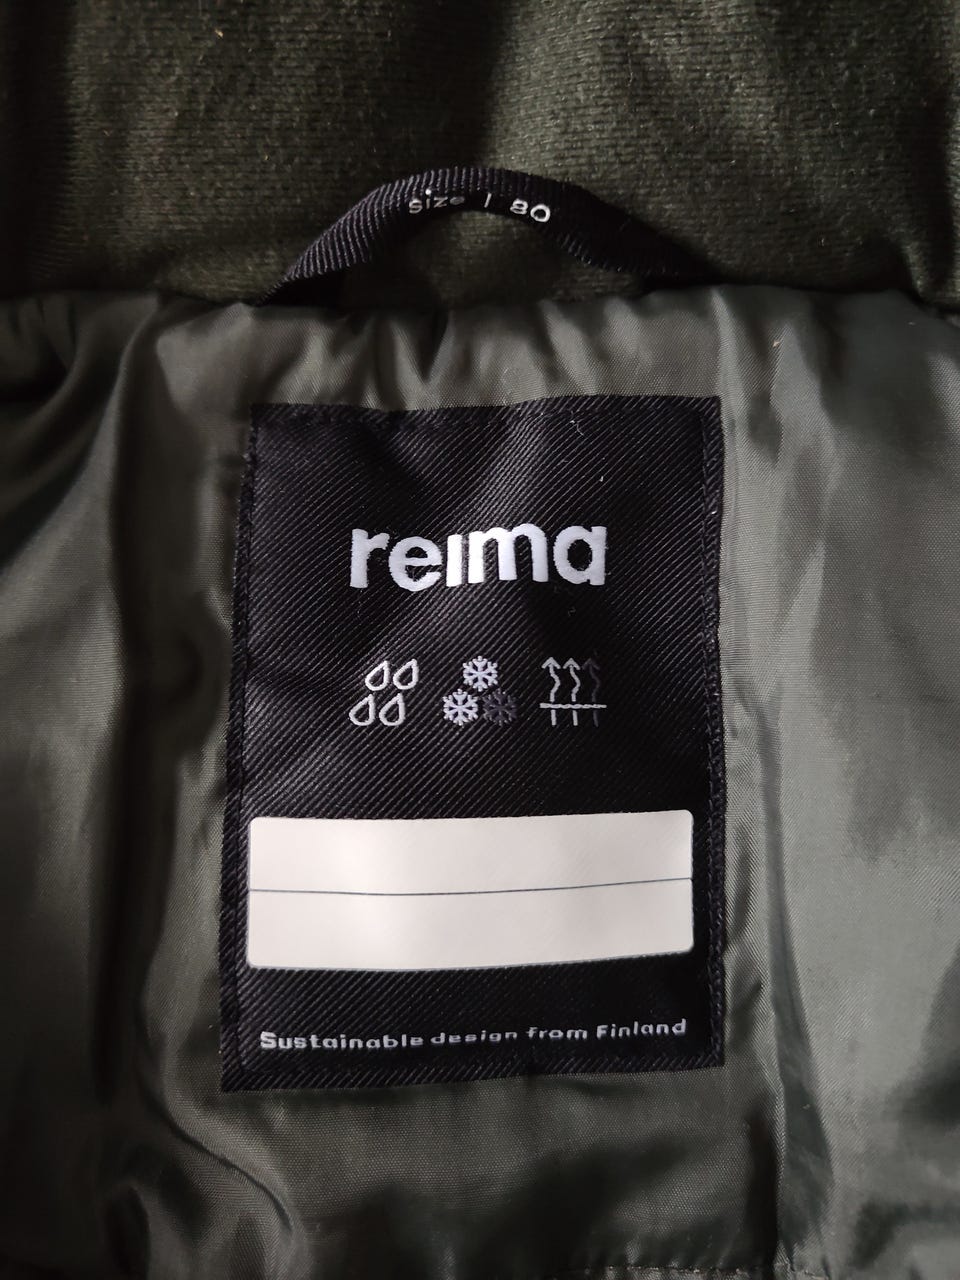 size | 80
reima
Sustainable design from Finland